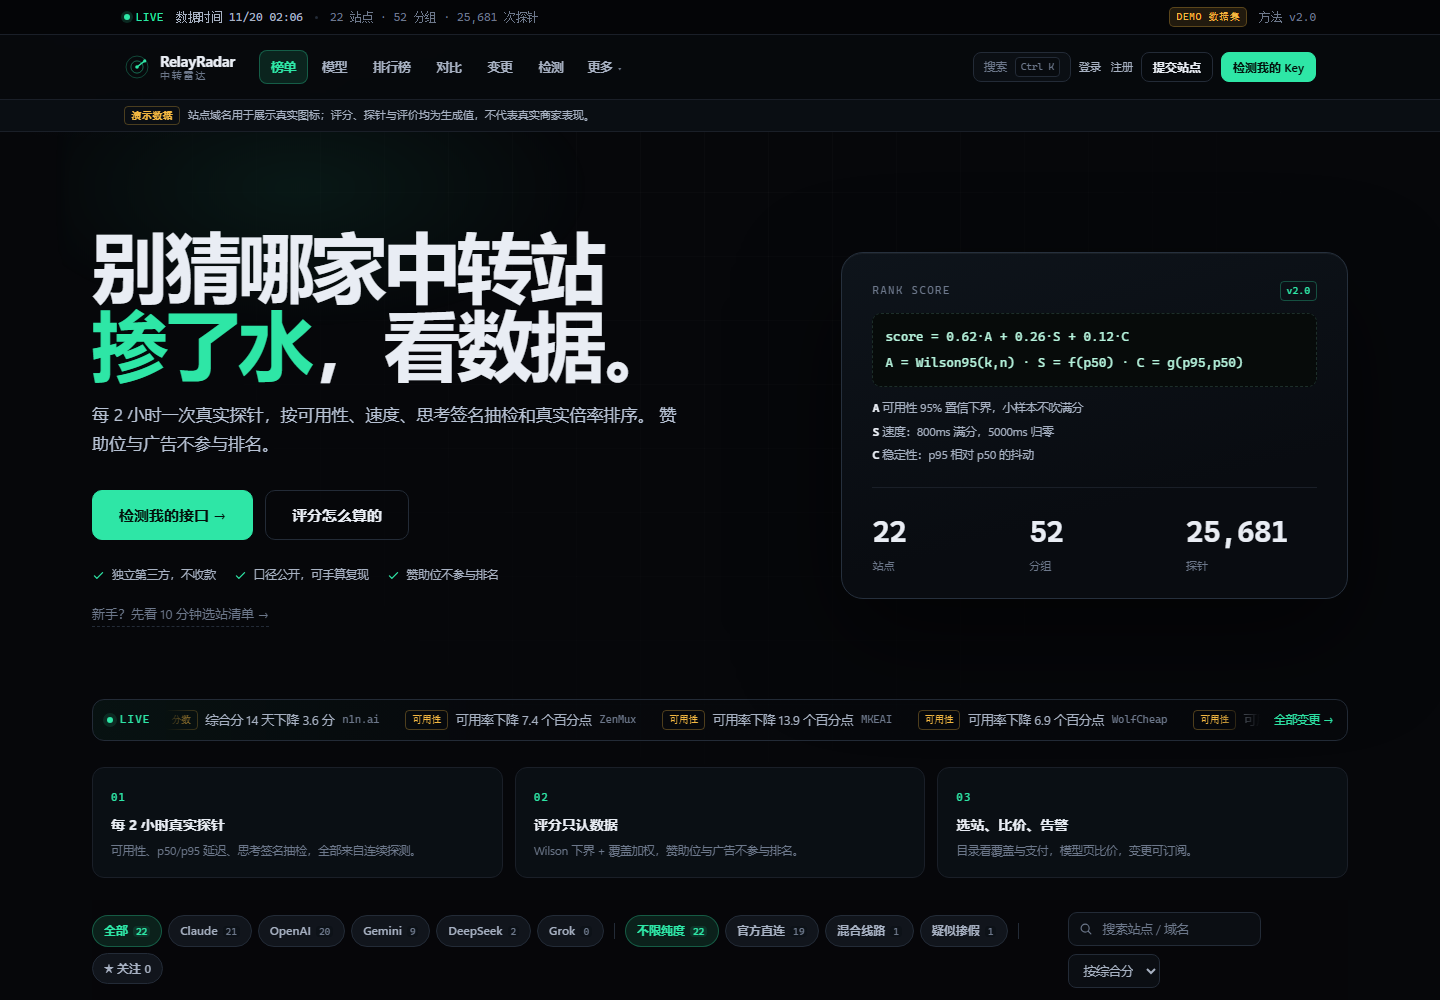 LIVE 数据时间 11/20 02:06 · 22 站点 · 52 分组 · 25,681 次探针
DEMO 数据集 方法 v2.0
RelayRadar
中转雷达
榜单 模型 排行榜 对比 变更 检测 更多
搜索 Ctrl K 登录 注册 提交站点 检测我的 Key
演示数据 站点域名用于展示真实图标；评分、探针与评价均为生成值，不代表真实商家表现。
别猜哪家中转站
掺了水，看数据。
每 2 小时一次真实探针，按可用性、速度、思考签名抽检和真实倍率排序。 赞
助位与广告不参与排名。
检测我的接口 → 评分怎么算的
✓ 独立第三方，不收款 ✓ 口径公开，可手算复现 ✓ 赞助位不参与排名
新手？先看 10 分钟选站清单 →
RANK SCORE v2.0
score = 0.62·A + 0.26·S + 0.12·C
A = Wilson95(k,n) · S = f(p50) · C = g(p95,p50)
A 可用性 95% 置信下界，小样本不吹满分
S 速度：800ms 满分，5000ms 归零
C 稳定性：p95 相对 p50 的抖动
22 52 25,681
站点 分组 探针
LIVE 分数 综合分 14 天下降 3.6 分 n1n.ai 可用性 可用率下降 7.4 个百分点 ZenMux 可用性 可用率下降 13.9 个百分点 MKEAI 可用性 可用率下降 6.9 个百分点 WolfCheap 可用性 可 全部变更 →
01
每 2 小时真实探针
可用性、p50/p95 延迟、思考签名抽检，全部来自连续探测。
02
评分只认数据
Wilson 下界 + 覆盖加权，赞助位与广告不参与排名。
03
选站、比价、告警
目录看覆盖与支付，模型页比价，变更可订阅。
全部 22 Claude 21 OpenAI 20 Gemini 9 DeepSeek 2 Grok 0 不限纯度 22 官方直连 19 混合线路 1 疑似掺假 1
搜索站点 / 域名
★ 关注 0
按综合分